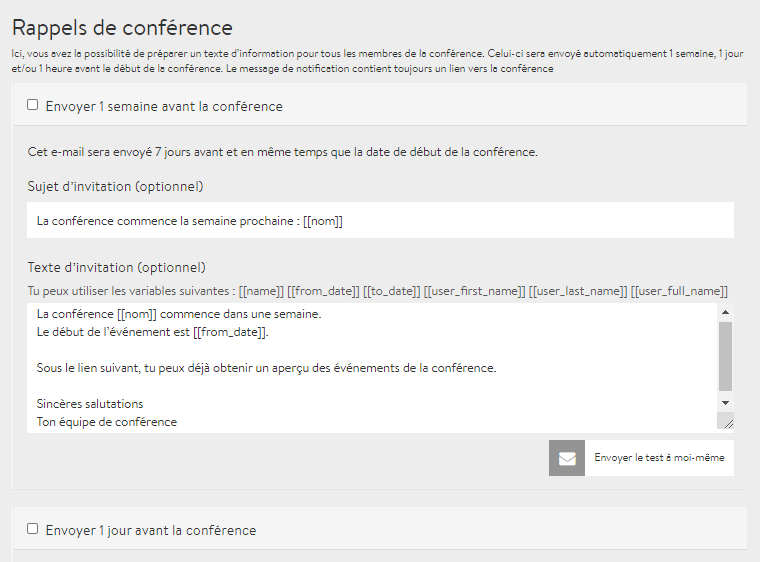 Rappels de conférence
Ici, vous avez la possibilité de préparer un texte d'information pour tous les membres de la conférence. Celui-ci sera envoyé automatiquement 1 semaine, 1 jour
et/ou 1 heure avant le début de la conférence. Le message de notification contient toujours un lien vers la conférence
Envoyer 1 semaine avant la conférence
Cet e-mail sera envoyé 7 jours avant et en même temps que la date de début de la conférence.
Sujet d'invitation (optionnel)
La conférence commence la semaine prochaine : [[nom]]
Texte d'invitation (optionnel)
Tu peux utiliser les variables suivantes : [[name]] [[from_date]] [[to_date]] [[user_first_name]] [[user_last_name]] [[user_full_name]]
La conférence [[nom]] commence dans une semaine.
Le début de l'événement est [[from_date]].
Sous le lien suivant, tu peux déjà obtenir un aperçu des événements de la conférence.
Sincères salutations
Ton équipe de conférence
Envoyer le test à moi-même
Envoyer 1 jour avant la conférence